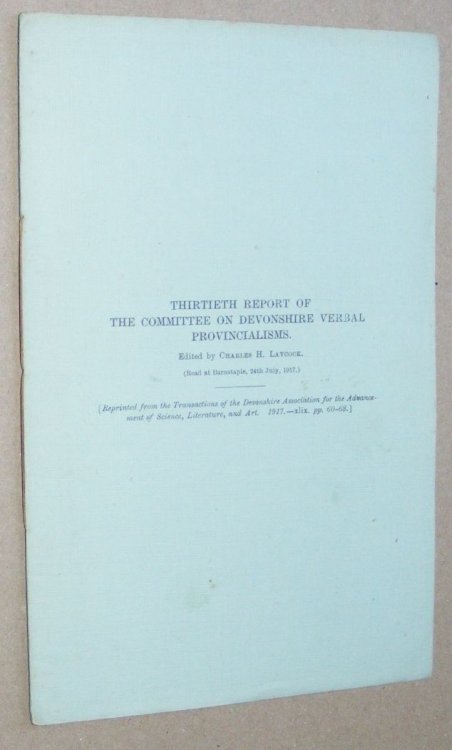 THIRTIETH REPORT OF
THE COMMITTEE ON DEVONSHIRE VERBAL
PROVINCIALISMS.
Edited by CHARLES H. LAYCOCK.
(Read at Barnstaple, 24th July, 1917.)
[Reprinted from the Transactions of the Devonshire Association for the Advance-
ment of Science, Literature, and Art. 1917.—xlix. pp. 60-68.]